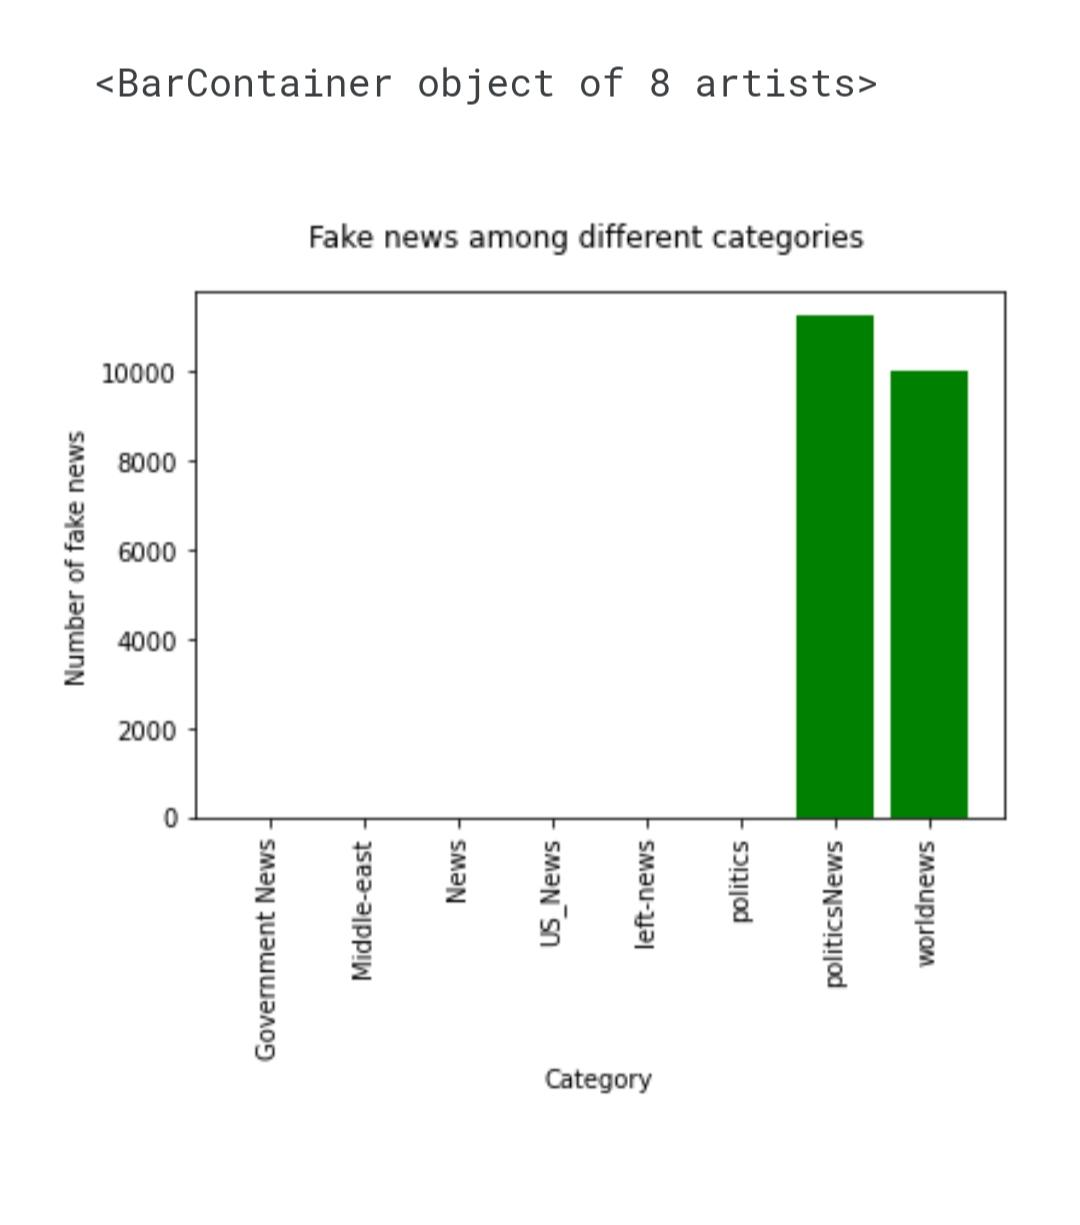 <BarContainer object of 8 artists>
Fake news among different categories
Number of fake news
10000
8000
6000
4000
2000
0
Government News
Middle-east
News
US_News
left-news
politics
politicsNews
worldnews
Category